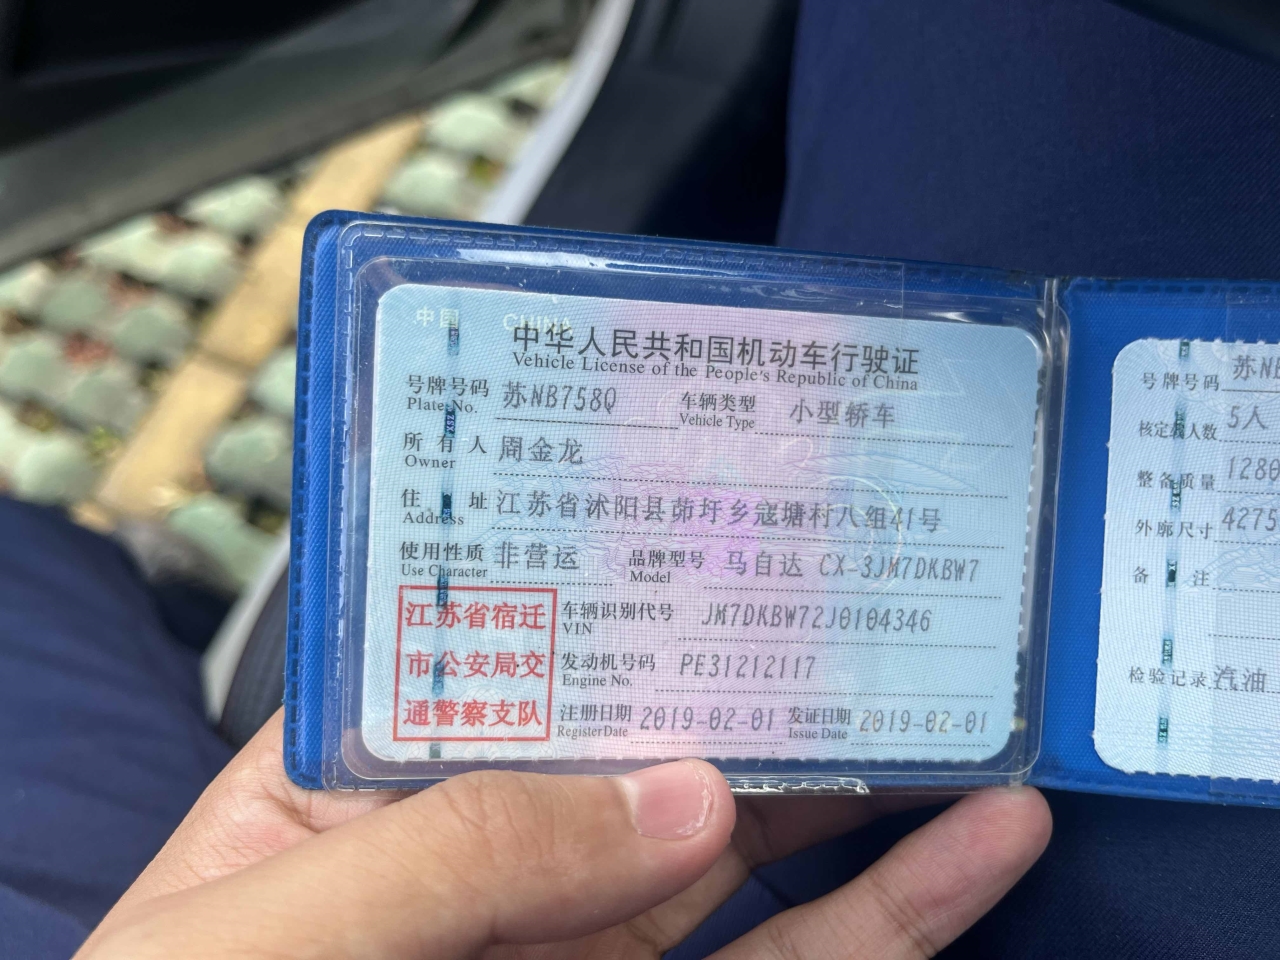 中国 CHINA
中华人民共和国机动车行驶证
Vehicle License of the People's Republic of China
号牌号码 苏NB758Q 车辆类型 小型轿车
Plate No. Vehicle Type
所有人 周金龙
Owner
住址 江苏省沭阳县茆圩乡寇塘村八组41号
Address
使用性质 非营运 品牌型号 马自达 CX-3JM7DKBW7
Use Character Model
江苏省宿迁
市公安局交
通警察支队
车辆识别代号 JM7DKBW72J0104346
VIN
发动机号码 PE31212117
Engine No.
注册日期 2019-02-01 发证日期 2019-02-01
Register Date Issue Date
号牌号码 苏NB
核定载人数 5人
整备质量 1280
外廓尺寸 4275
备注
检验记录 汽油